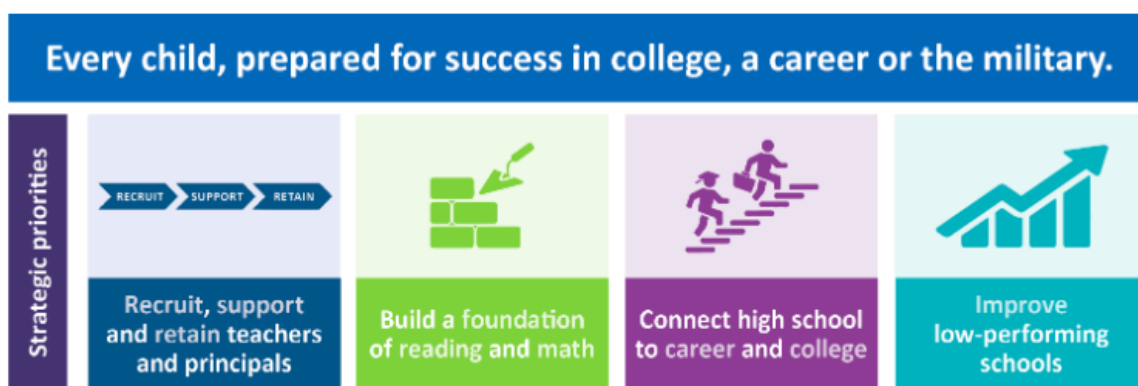 Every child, prepared for success in college, a career or the military.
Strategic priorities
RECRUIT SUPPORT RETAIN
Recruit, support
and retain teachers
and principals
Build a foundation
of reading and math
Connect high school
to career and college
Improve
low-performing
schools